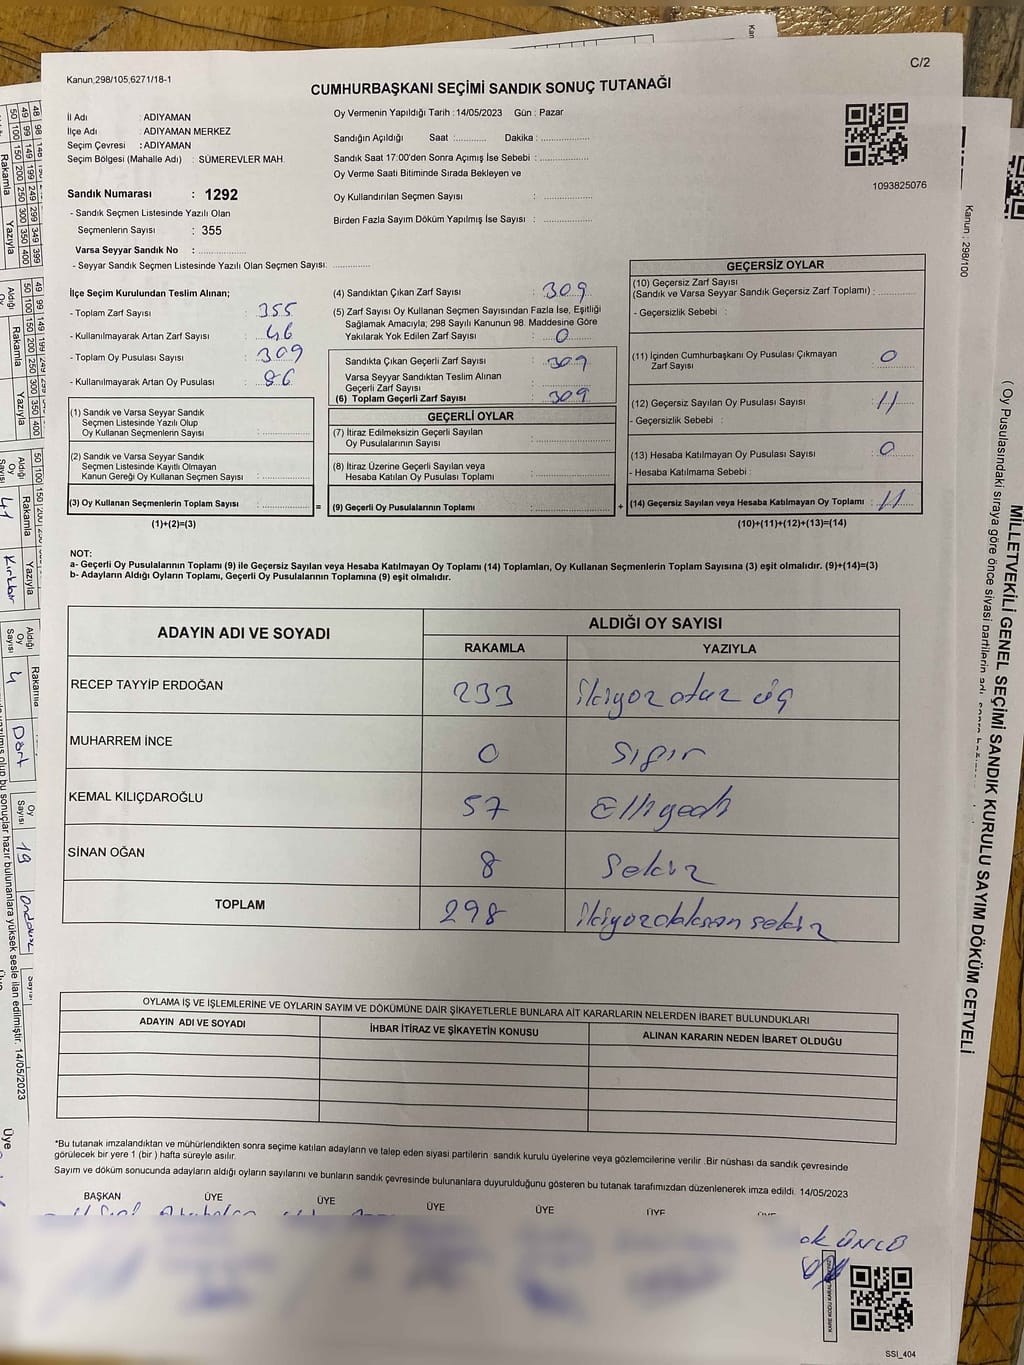 C/2
Kanun,298/105,6271/18-1
CUMHURBAŞKANI SEÇİMİ SANDIK SONUÇ TUTANAĞI
İl Adı : ADIYAMAN
İlçe Adı : ADIYAMAN MERKEZ
Seçim Çevresi : ADIYAMAN
Seçim Bölgesi (Mahalle Adı) : SÜMEREVLER MAH.
Sandık Numarası : 1292
- Sandık Seçmen Listesinde Yazılı Olan
Seçmenlerin Sayısı : 355
Varsa Seyyar Sandık No :
- Seyyar Sandık Seçmen Listesinde Yazılı Olan Seçmen Sayısı:
Oy Vermenin Yapıldığı Tarih : 14/05/2023 Gün : Pazar
Sandığın Açıldığı Saat : Dakika :
Sandık Saat 17:00'den Sonra Açımış İse Sebebi :
Oy Verme Saati Bitiminde Sırada Bekleyen ve
Oy Kullandırılan Seçmen Sayısı :
Birden Fazla Sayım Döküm Yapılmış İse Sayısı :
1093825076
İlçe Seçim Kurulundan Teslim Alınan;
- Toplam Zarf Sayısı : 355
- Kullanılmayarak Artan Zarf Sayısı : 46
- Toplam Oy Pusulası Sayısı : 309
- Kullanılmayarak Artan Oy Pusulası : 86
(1) Sandık ve Varsa Seyyar Sandık
Seçmen Listesinde Yazılı Olup
Oy Kullanan Seçmenlerin Sayısı :
(2) Sandık ve Varsa Seyyar Sandık
Seçmen Listesinde Kayıtlı Olmayan
Kanun Gereği Oy Kullanan Seçmen Sayısı :
(3) Oy Kullanan Seçmenlerin Toplam Sayısı :
(1)+(2)=(3)
(4) Sandıktan Çıkan Zarf Sayısı : 309
(5) Zarf Sayısı Oy Kullanan Seçmen Sayısından Fazla İse, Eşitliği
Sağlamak Amacıyla; 298 Sayılı Kanunun 98. Maddesine Göre
Yakılarak Yok Edilen Zarf Sayısı : 0
Sandıkta Çıkan Geçerli Zarf Sayısı : 309
Varsa Seyyar Sandıktan Teslim Alınan
Geçerli Zarf Sayısı :
(6) Toplam Geçerli Zarf Sayısı : 309
GEÇERLİ OYLAR
(7) İtiraz Edilmeksizin Geçerli Sayılan
Oy Pusulalarının Sayısı :
(8) İtiraz Üzerine Geçerli Sayılan veya
Hesaba Katılan Oy Pusulası Toplamı :
= (9) Geçerli Oy Pusulalarının Toplamı :
GEÇERSİZ OYLAR
(10) Geçersiz Zarf Sayısı
(Sandık ve Varsa Seyyar Sandık Geçersiz Zarf Toplamı) :
- Geçersizlik Sebebi :
(11) İçinden Cumhurbaşkanı Oy Pusulası Çıkmayan
Zarf Sayısı : 0
(12) Geçersiz Sayılan Oy Pusulası Sayısı : 11
- Geçersizlik Sebebi :
(13) Hesaba Katılmayan Oy Pusulası Sayısı : 0
- Hesaba Katılmama Sebebi :
+ (14) Geçersiz Sayılan veya Hesaba Katılmayan Oy Toplamı : 11
(10)+(11)+(12)+(13)=(14)
NOT:
a- Geçerli Oy Pusulalarının Toplamı (9) ile Geçersiz Sayılan veya Hesaba Katılmayan Oy Toplamı (14) Toplamları, Oy Kullanan Seçmenlerin Toplam Sayısına (3) eşit olmalıdır. (9)+(14)=(3)
b- Adayların Aldığı Oyların Toplamı, Geçerli Oy Pusulalarının Toplamına (9) eşit olmalıdır.
ADAYIN ADI VE SOYADI
ALDIĞI OY SAYISI
RAKAMLA YAZIYLA
RECEP TAYYİP ERDOĞAN 233 ikiyüz otuz üç
MUHARREM İNCE 0 Sıfır
KEMAL KILIÇDAROĞLU 57 Elliyedi
SİNAN OĞAN 8 Sekiz
TOPLAM 298 ikiyüzdoksan sekiz
OYLAMA İŞ VE İŞLEMLERİNE VE OYLARIN SAYIM VE DÖKÜMÜNE DAİR ŞİKAYETLERLE BUNLARA AİT KARARLARIN NELERDEN İBARET BULUNDUKLARI
ADAYIN ADI VE SOYADI
İHBAR İTİRAZ VE ŞİKAYETİN KONUSU
ALINAN KARARIN NEDEN İBARET OLDUĞU
*Bu tutanak imzalandıktan ve mühürlendikten sonra seçime katılan adayların ve talep eden siyasi partilerin sandık kurulu üyelerine veya gözlemcilerine verilir .Bir nüshası da sandık çevresinde
görülecek bir yere 1 (bir ) hafta süreyle asılır.
Sayım ve döküm sonucunda adayların aldığı oyların sayılarını ve bunların sandık çevresinde bulunanlara duyurulduğunu gösteren bu tutanak tarafımızdan düzenlenerek imza edildi. 14/05/2023
BAŞKAN ÜYE ÜYE ÜYE ÜYE ÜYE
SSI_404
Kanun : 298/100
MİLLETVEKİLİ GENEL SEÇİMİ SANDIK KURULU SAYIM DÖKÜM CETVELİ